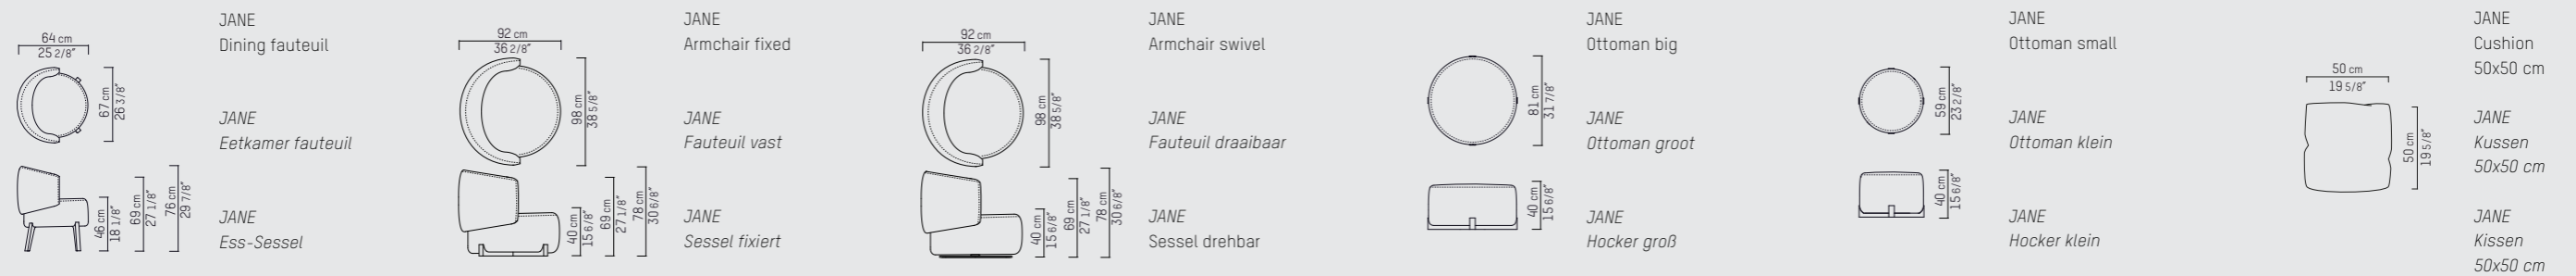 64 cm
25 2/8"
67 cm
26 3/8"
46 cm
18 1/8"
69 cm
27 1/8"
76 cm
29 7/8"
JANE
Dining fauteuil
JANE
Eetkamer fauteuil
JANE
Ess-Sessel
92 cm
36 2/8"
98 cm
38 5/8"
40 cm
15 6/8"
69 cm
27 1/8"
78 cm
30 6/8"
JANE
Armchair fixed
JANE
Fauteuil vast
JANE
Sessel fixiert
92 cm
36 2/8"
98 cm
38 5/8"
40 cm
15 6/8"
69 cm
27 1/8"
78 cm
30 6/8"
JANE
Armchair swivel
JANE
Fauteuil draaibaar
JANE
Sessel drehbar
81 cm
31 7/8"
40 cm
15 6/8"
JANE
Ottoman big
JANE
Ottoman groot
JANE
Hocker groß
59 cm
23 2/8"
40 cm
15 6/8"
JANE
Ottoman small
JANE
Ottoman klein
JANE
Hocker klein
50 cm
19 5/8"
50 cm
19 5/8"
JANE
Cushion
50x50 cm
JANE
Kussen
50x50 cm
JANE
Kissen
50x50 cm